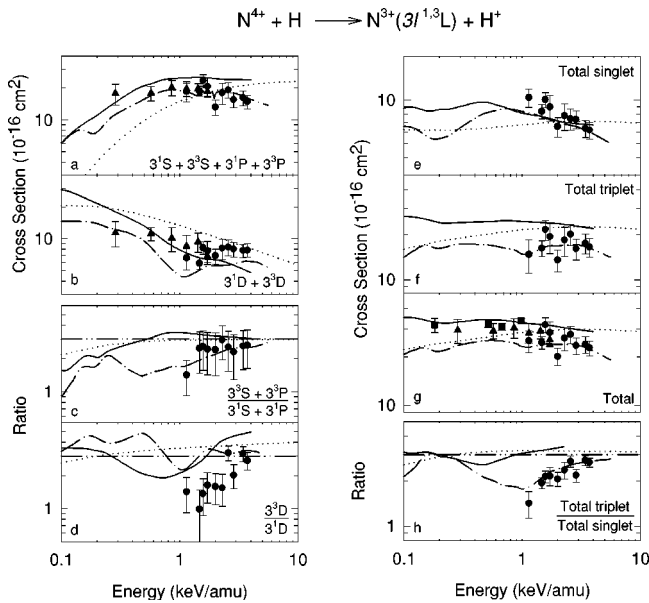 N⁴⁺ + H ⟶ N³⁺(3l ¹,³L) + H⁺
Cross Section (10⁻¹⁶ cm²)
10
a
3¹S + 3³S + 3¹P + 3³P
10
b
3¹D + 3³D
Ratio
1
c
3³S + 3³P
3¹S + 3¹P
1
d
3³D
3¹D
0.1
1
10
Energy (keV/amu)
Cross Section (10⁻¹⁶ cm²)
10
Total singlet
e
Total triplet
10
f
g
Total
10
Ratio
1
h
Total triplet
Total singlet
0.1
1
10
Energy (keV/amu)